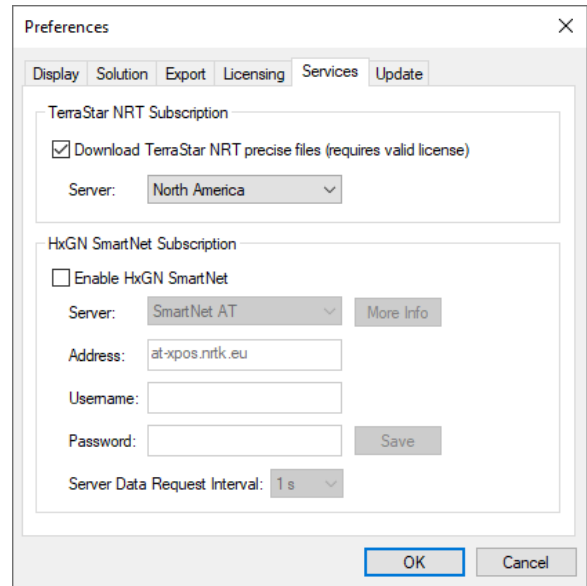 Preferences
Display Solution Export Licensing Services Update
TerraStar NRT Subscription
Download TerraStar NRT precise files (requires valid license)
Server: North America
HxGN SmartNet Subscription
Enable HxGN SmartNet
Server: SmartNet AT More Info
Address: at-xpos.nrtk.eu
Username:
Password: Save
Server Data Request Interval: 1 s
OK Cancel